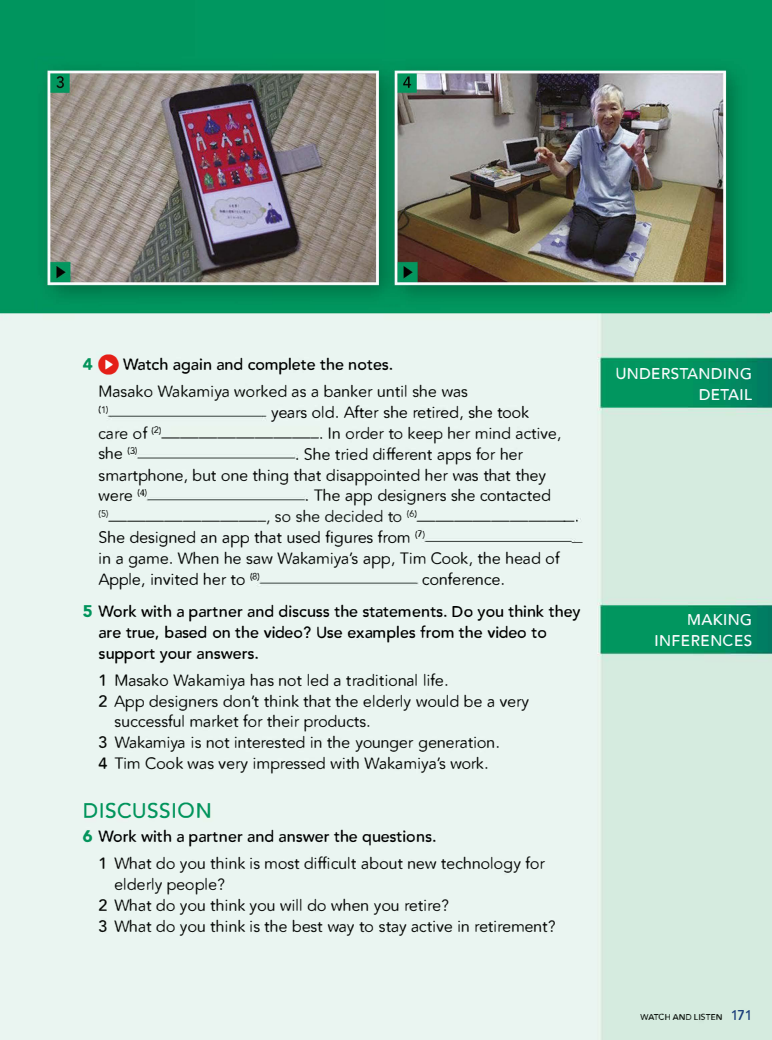 3
4
4 Watch again and complete the notes.
Masako Wakamiya worked as a banker until she was
(1)____________________ years old. After she retired, she took
care of (2)____________________. In order to keep her mind active,
she (3)____________________. She tried different apps for her
smartphone, but one thing that disappointed her was that they
were (4)____________________. The app designers she contacted
(5)____________________, so she decided to (6)____________________.
She designed an app that used figures from (7)____________________
in a game. When he saw Wakamiya's app, Tim Cook, the head of
Apple, invited her to (8)____________________ conference.
UNDERSTANDING
DETAIL
5 Work with a partner and discuss the statements. Do you think they
are true, based on the video? Use examples from the video to
support your answers.
1 Masako Wakamiya has not led a traditional life.
2 App designers don't think that the elderly would be a very
successful market for their products.
3 Wakamiya is not interested in the younger generation.
4 Tim Cook was very impressed with Wakamiya's work.
MAKING
INFERENCES
DISCUSSION
6 Work with a partner and answer the questions.
1 What do you think is most difficult about new technology for
elderly people?
2 What do you think you will do when you retire?
3 What do you think is the best way to stay active in retirement?
WATCH AND LISTEN 171